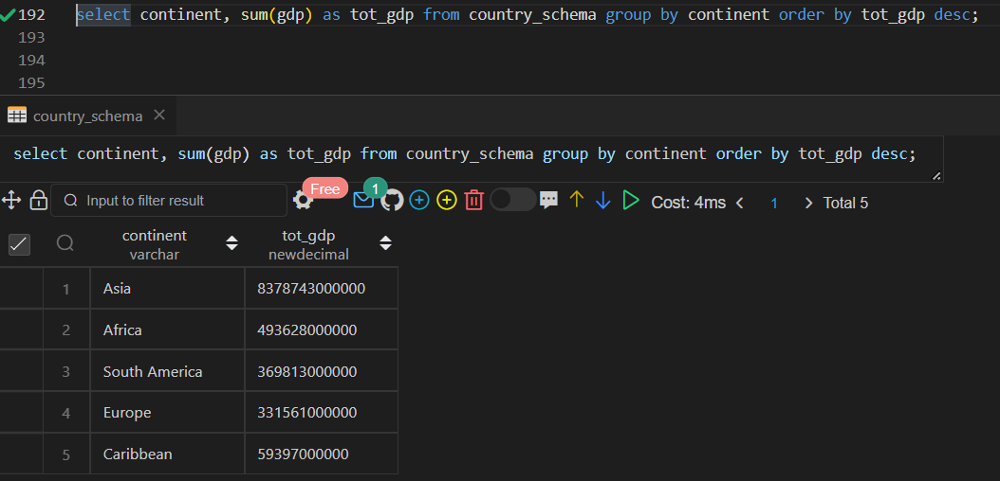 192 select continent, sum(gdp) as tot_gdp from country_schema group by continent order by tot_gdp desc;
193
194
195
country_schema
select continent, sum(gdp) as tot_gdp from country_schema group by continent order by tot_gdp desc;
Input to filter result Free 1 Cost: 4ms 1 Total 5
continent tot_gdp
varchar newdecimal
1 Asia 8378743000000
2 Africa 493628000000
3 South America 369813000000
4 Europe 331561000000
5 Caribbean 59397000000